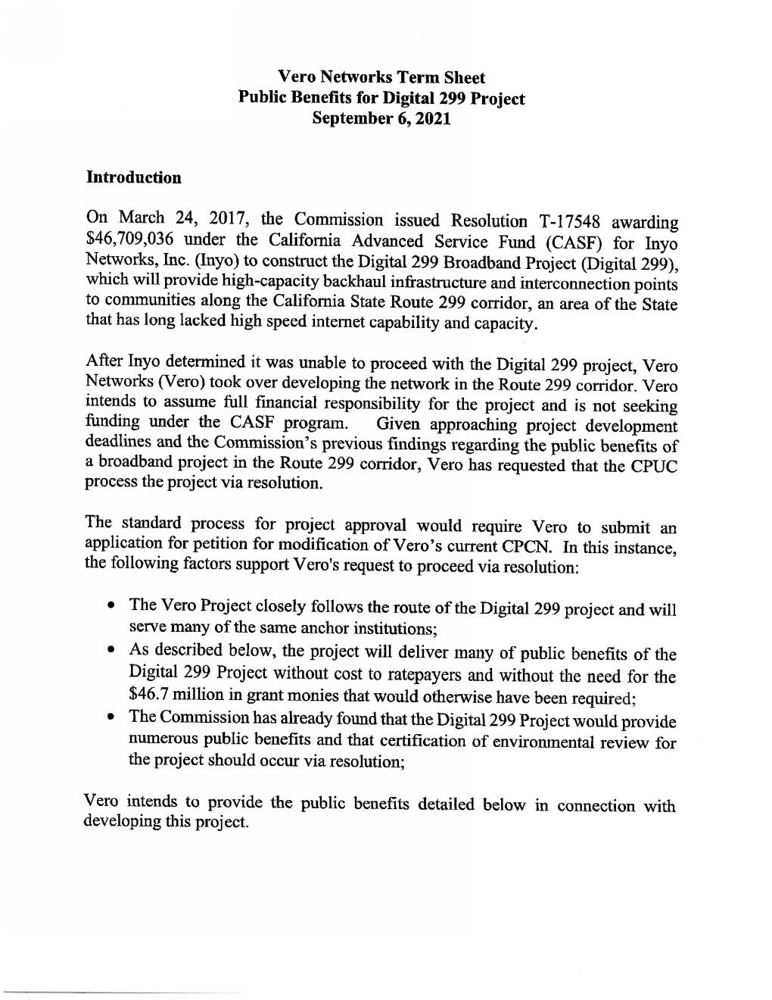 Vero Networks Term Sheet
Public Benefits for Digital 299 Project
September 6, 2021
Introduction
On March 24, 2017, the Commission issued Resolution T-17548 awarding
$46,709,036 under the California Advanced Service Fund (CASF) for Inyo
Networks, Inc. (Inyo) to construct the Digital 299 Broadband Project (Digital 299),
which will provide high-capacity backhaul infrastructure and interconnection points
to communities along the California State Route 299 corridor, an area of the State
that has long lacked high speed internet capability and capacity.
After Inyo determined it was unable to proceed with the Digital 299 project, Vero
Networks (Vero) took over developing the network in the Route 299 corridor. Vero
intends to assume full financial responsibility for the project and is not seeking
funding under the CASF program. Given approaching project development
deadlines and the Commission's previous findings regarding the public benefits of
a broadband project in the Route 299 corridor, Vero has requested that the CPUC
process the project via resolution.
The standard process for project approval would require Vero to submit an
application for petition for modification of Vero's current CPCN. In this instance,
the following factors support Vero's request to proceed via resolution:
• The Vero Project closely follows the route of the Digital 299 project and will
serve many of the same anchor institutions;
• As described below, the project will deliver many of public benefits of the
Digital 299 Project without cost to ratepayers and without the need for the
$46.7 million in grant monies that would otherwise have been required;
• The Commission has already found that the Digital 299 Project would provide
numerous public benefits and that certification of environmental review for
the project should occur via resolution;
Vero intends to provide the public benefits detailed below in connection with
developing this project.